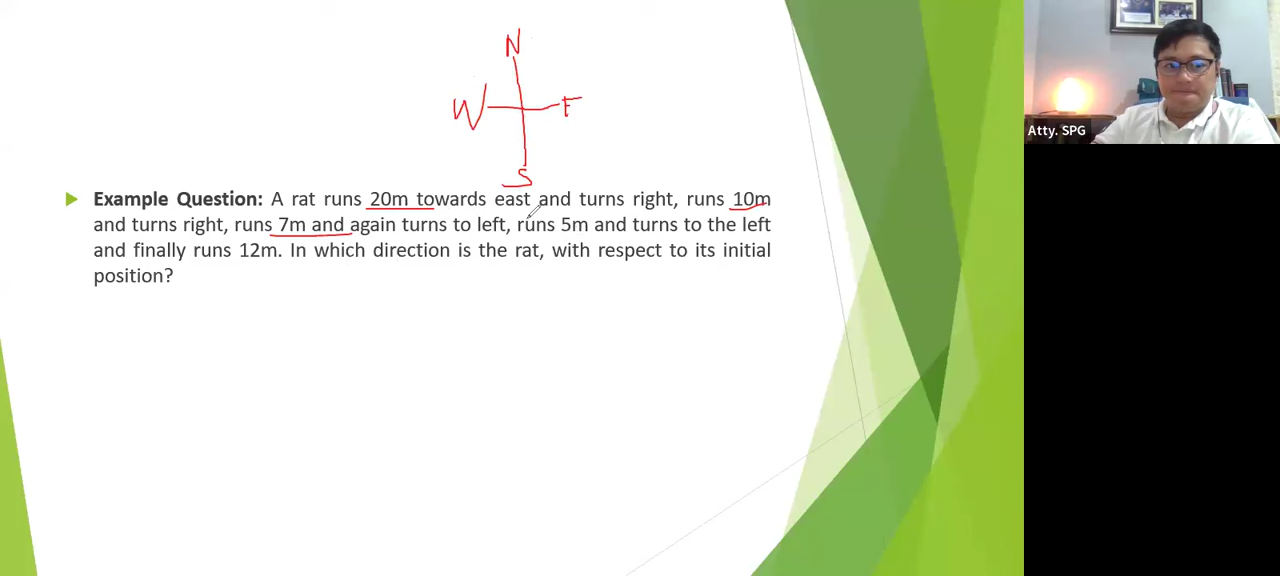 N
W E
S
Example Question: A rat runs 20m towards east and turns right, runs 10m
and turns right, runs 7m and again turns to left, runs 5m and turns to the left
and finally runs 12m. In which direction is the rat, with respect to its initial
position?
Atty. SPG